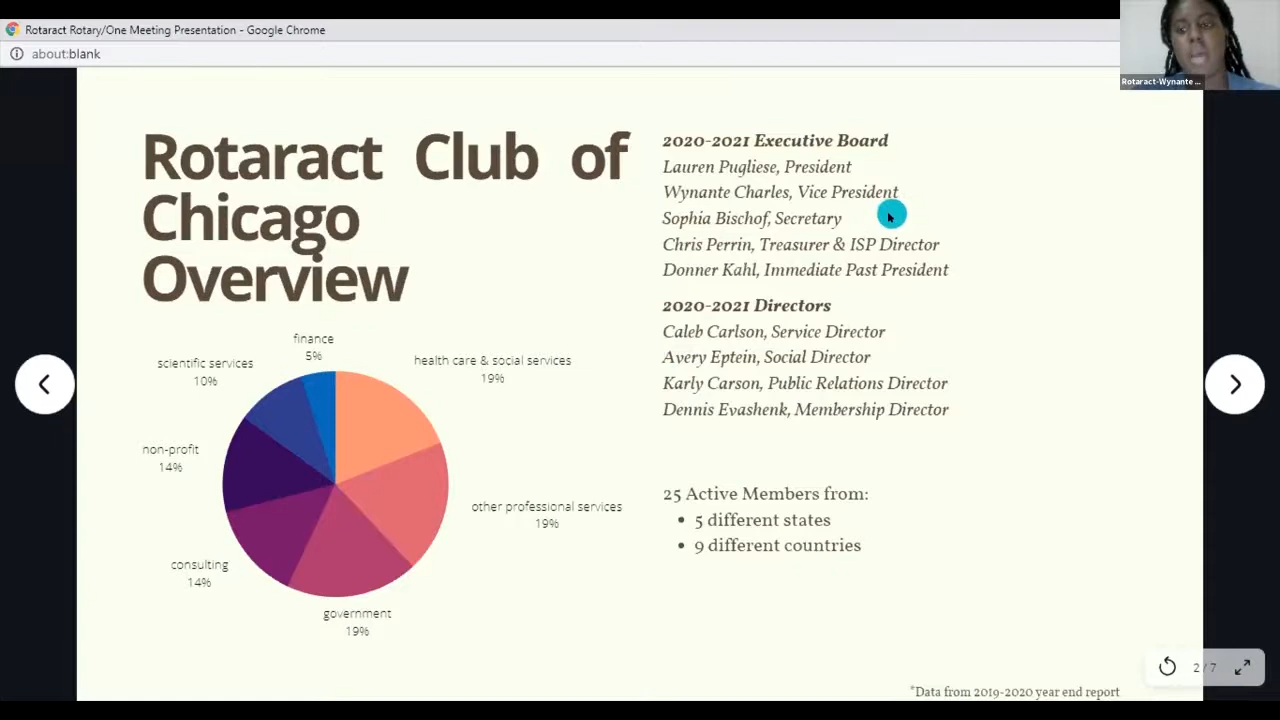 Rotaract Rotary/One Meeting Presentation - Google Chrome
about:blank
Rotaract-Wynante ...
Rotaract Club of
Chicago
Overview
finance
5%
scientific services
10%
health care & social services
19%
non-profit
14%
other professional services
19%
consulting
14%
government
19%
2020-2021 Executive Board
Lauren Pugliese, President
Wynante Charles, Vice President
Sophia Bischof, Secretary
Chris Perrin, Treasurer & ISP Director
Donner Kahl, Immediate Past President
2020-2021 Directors
Caleb Carlson, Service Director
Avery Eptein, Social Director
Karly Carson, Public Relations Director
Dennis Evashenk, Membership Director
25 Active Members from:
• 5 different states
• 9 different countries
2 / 7
*Data from 2019-2020 year end report